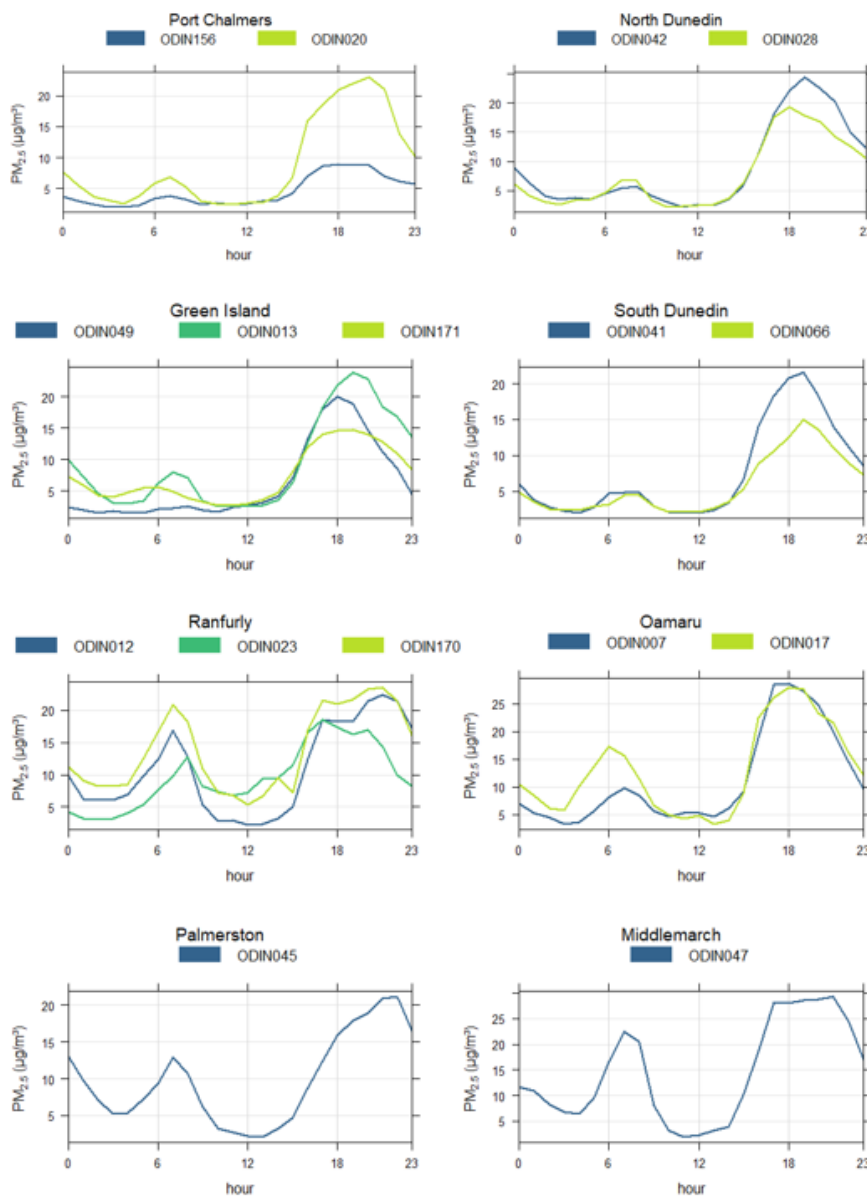 Port Chalmers
ODIN156 ODIN020
PM2.5 (µg/m³)
20
15
10
5
0 6 12 18 23
hour
North Dunedin
ODIN042 ODIN028
PM2.5 (µg/m³)
20
15
10
5
0 6 12 18 23
hour
Green Island
ODIN049 ODIN013 ODIN171
PM2.5 (µg/m³)
20
15
10
5
0 6 12 18 23
hour
South Dunedin
ODIN041 ODIN066
PM2.5 (µg/m³)
20
15
10
5
0 6 12 18 23
hour
Ranfurly
ODIN012 ODIN023 ODIN170
PM2.5 (µg/m³)
20
15
10
5
0 6 12 18 23
hour
Oamaru
ODIN007 ODIN017
PM2.5 (µg/m³)
25
20
15
10
5
0 6 12 18 23
hour
Palmerston
ODIN045
PM2.5 (µg/m³)
20
15
10
5
0 6 12 18 23
hour
Middlemarch
ODIN047
PM2.5 (µg/m³)
25
20
15
10
5
0 6 12 18 23
hour